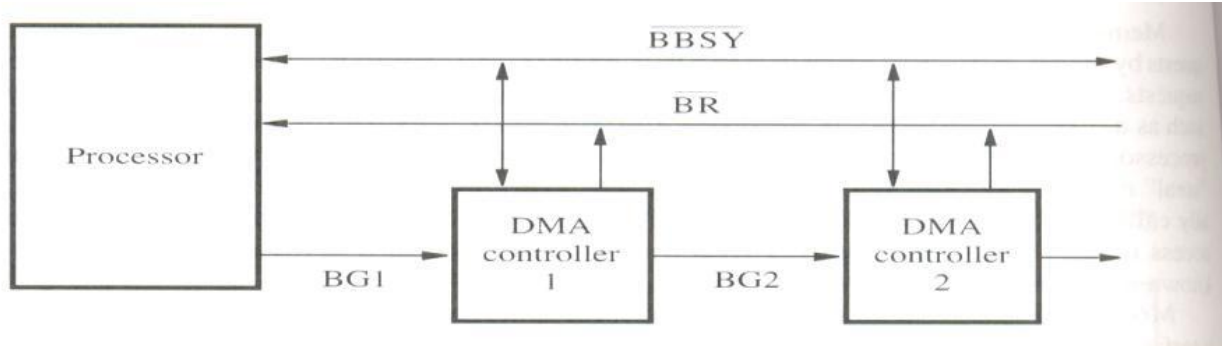 BBSY
BR
Processor
DMA
controller
1
DMA
controller
2
BG1
BG2